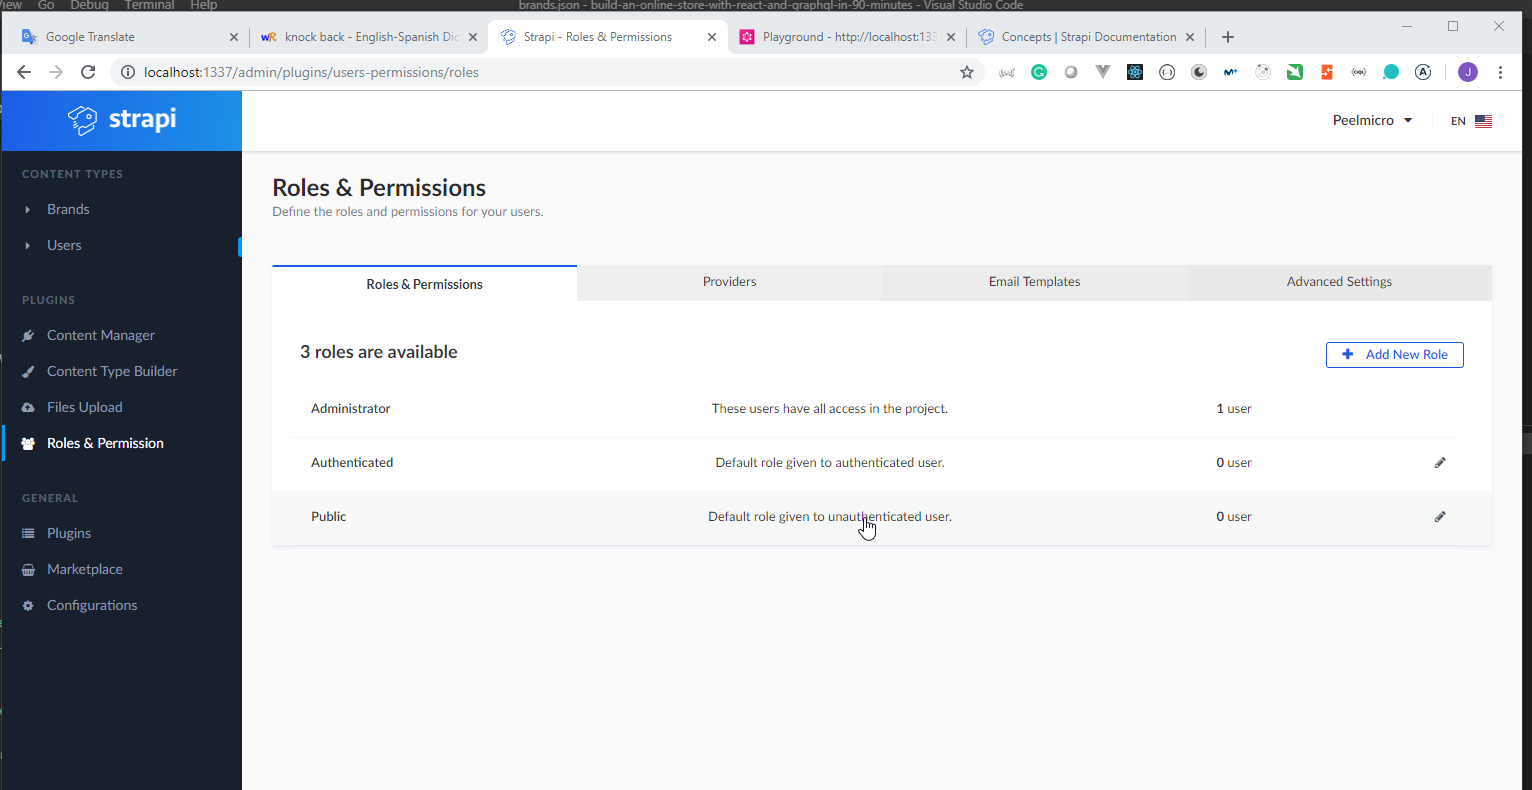 View Go Debug Terminal Help brands.json - build-an-online-store-with-react-and-graphql-in-90-minutes - Visual Studio Code
Google Translate
knock back - English-Spanish Dic
Strapi - Roles & Permissions
Playground - http://localhost:133
Concepts | Strapi Documentation
localhost:1337/admin/plugins/users-permissions/roles
strapi
Peelmicro
EN
CONTENT TYPES
Brands
Users
PLUGINS
Content Manager
Content Type Builder
Files Upload
Roles & Permission
GENERAL
Plugins
Marketplace
Configurations
Roles & Permissions
Define the roles and permissions for your users.
Roles & Permissions
Providers
Email Templates
Advanced Settings
3 roles are available
Add New Role
Administrator These users have all access in the project. 1 user
Authenticated Default role given to authenticated user. 0 user
Public Default role given to unauthenticated user. 0 user